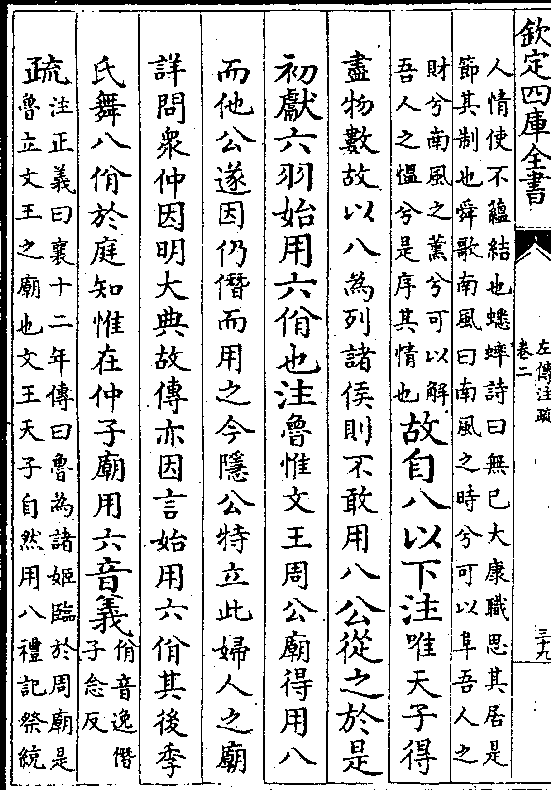 欽定四庫全書
左傳注疏
卷二
三十九
人情使不蘊結也蟋蟀詩曰無已大康職思其居是
節其制也舜歌南風曰南風之時兮可以阜吾人之
財兮南風之薰兮可以解
吾人之愠兮是序其情也
故自八以下注唯天子得
盡物數故以八為列諸侯則不敢用八公從之於是
初獻六羽始用六佾也注魯惟文王周公廟得用八
而他公遂因仍僭而用之今隱公特立此婦人之廟
詳問衆仲因明大典故傳亦因言始用六佾其後季
氏舞八佾於庭知惟在仲子廟用六音義
佾音逸僭
子念反
疏
注正義曰襄十二年傳曰魯為諸姬臨於周廟是
魯立文王之廟也文王天子自然用八禮記祭統